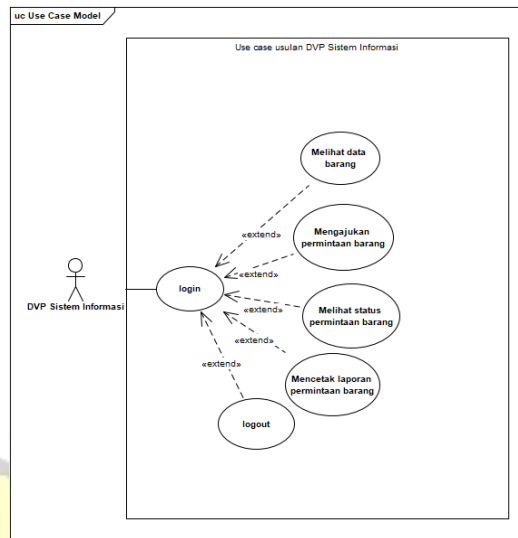 uc Use Case Model
Use case usulan DVP Sistem Informasi
Melihat data
barang
«extend»
Mengajukan
permintaan barang
«extend»
login
DVP Sistem Informasi
Melihat status
permintaan barang
«extend»
«extend»
Mencetak laporan
permintaan barang
«extend»
logout